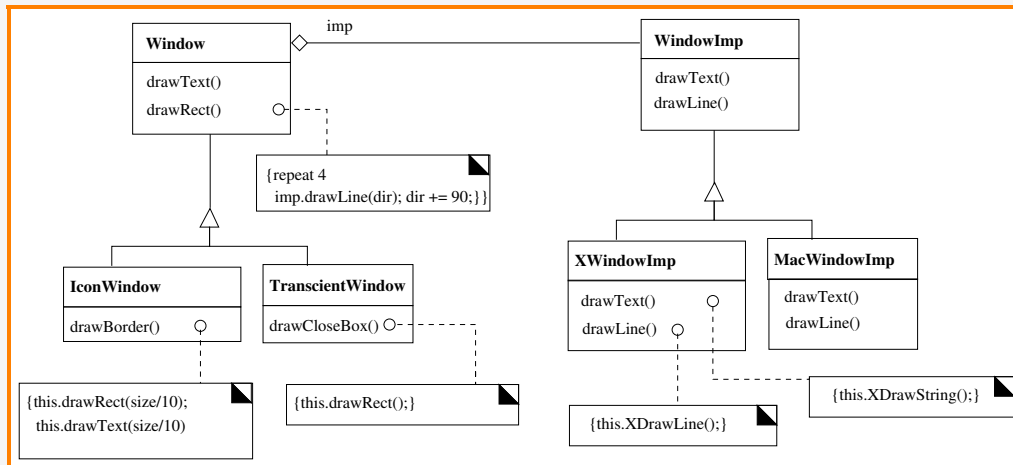 imp
Window
drawText()
drawRect()
WindowImp
drawText()
drawLine()
{repeat 4
imp.drawLine(dir); dir += 90;}}
IconWindow
drawBorder()
TranscientWindow
drawCloseBox()
XWindowImp
drawText()
drawLine()
MacWindowImp
drawText()
drawLine()
{this.drawRect(size/10);
this.drawText(size/10)
{this.drawRect();}
{this.XDrawLine();}
{this.XDrawString();}